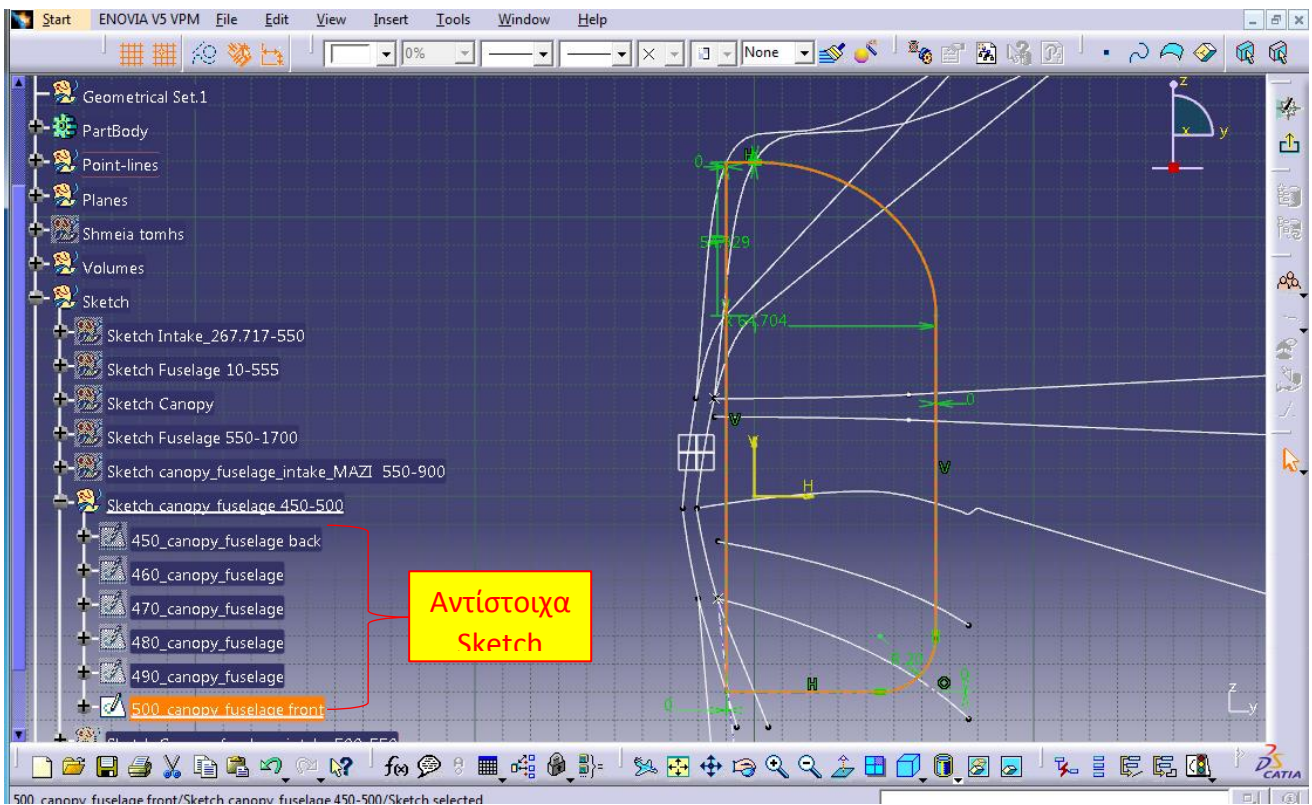 Start ENOVIA V5 VPM File Edit View Insert Tools Window Help
0% None
Geometrical Set.1
PartBody
Point-lines
Planes
Shmeia tomhs
Volumes
Sketch
Sketch Intake_267.717-550
Sketch Fuselage 10-555
Sketch Canopy
Sketch Fuselage 550-1700
Sketch canopy_fuselage_intake_MAZI 550-900
Sketch canopy_fuselage 450-500
450_canopy_fuselage back
460_canopy_fuselage
470_canopy_fuselage
480_canopy_fuselage
490_canopy_fuselage
500_canopy_fuselage front
Αντίστοιχα
Sketch
z
x y
0
H
R 64.704
0
V
V
H
V
R 20
H
0
z
y
f(x)
CATIA
500_canopy_fuselage front/Sketch canopy_fuselage 450-500/Sketch selected